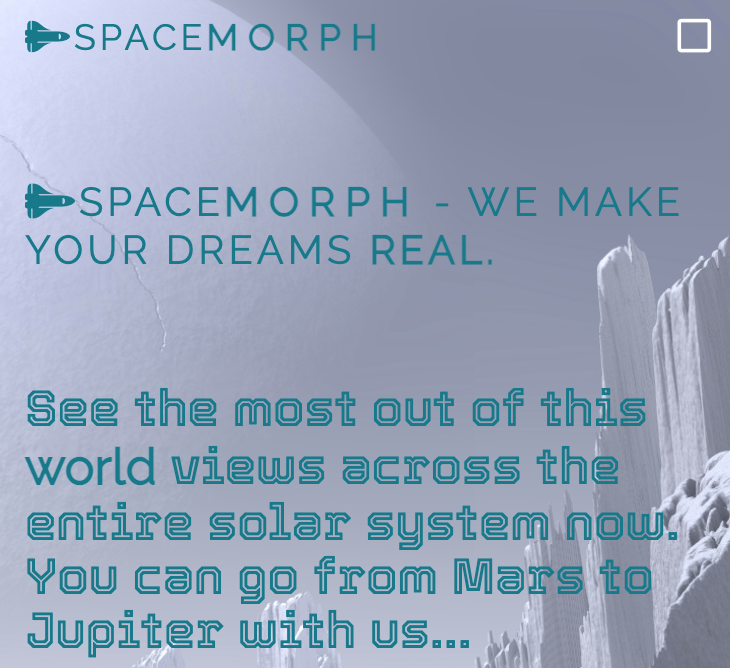 SPACEMORPH
SPACEMORPH - WE MAKE
YOUR DREAMS REAL.
See the most out of this
world views across the
entire solar system now.
You can go from Mars to
Jupiter with us...